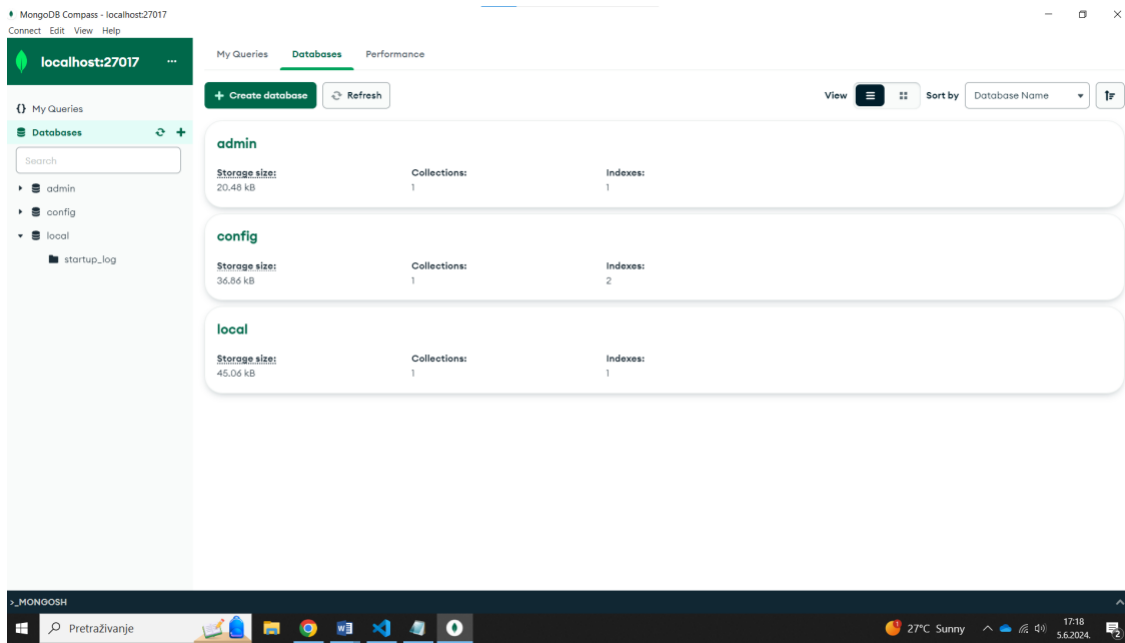 MongoDB Compass - localhost:27017
Connect Edit View Help
localhost:27017 ...
My Queries Databases Performance
Create database Refresh View Sort by Database Name
{} My Queries
Databases
Search
admin
config
local
startup_log
admin
Storage size: Collections: Indexes:
20.48 kB 1 1
config
Storage size: Collections: Indexes:
36.86 kB 1 2
local
Storage size: Collections: Indexes:
45.06 kB 1 1
>_MONGOSH
Pretraživanje 27°C Sunny 17:18
5.6.2024. 2